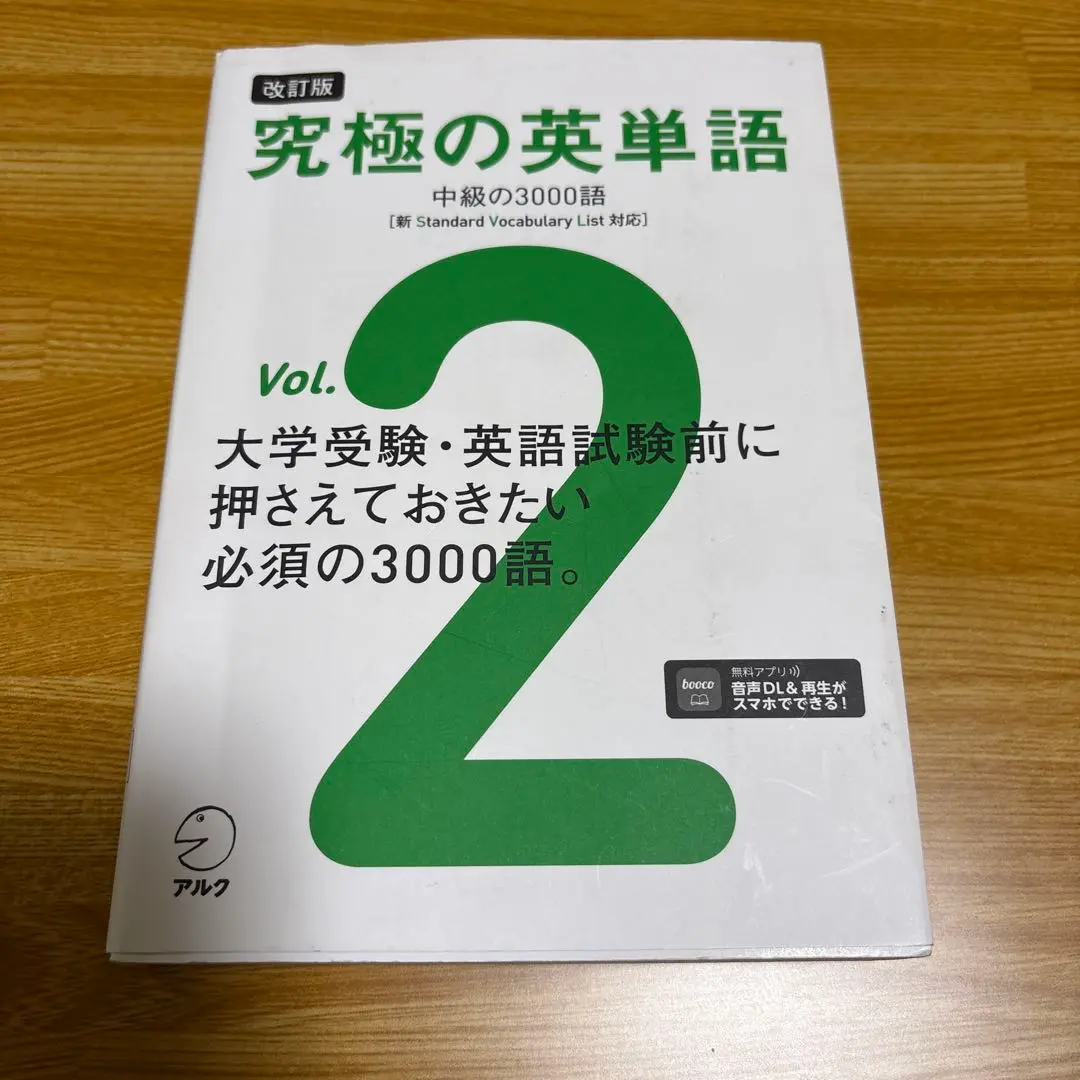 改訂版
究極の英単語
中級の3000語
[新 Standard Vocabulary List 対応]
Vol.
2
大学受験・英語試験前に
押さえておきたい
必須の3000語。
booco
無料アプリ
音声DL&再生が
スマホでできる!
アルク